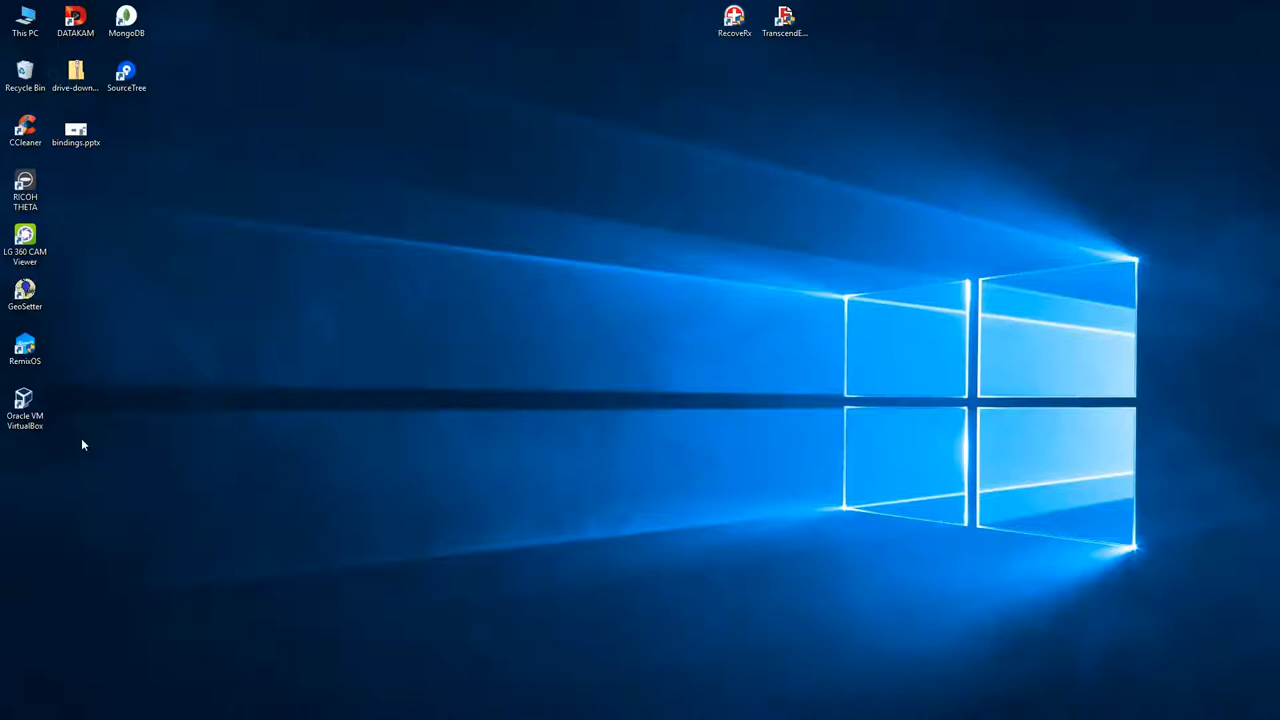 This PC
DATAKAM
MongoDB
RecoveRx
TranscendE...
Recycle Bin
drive-down...
SourceTree
CCleaner
bindings.pptx
RICOH
THETA
LG 360 CAM
Viewer
GeoSetter
RemixOS
Oracle VM
VirtualBox